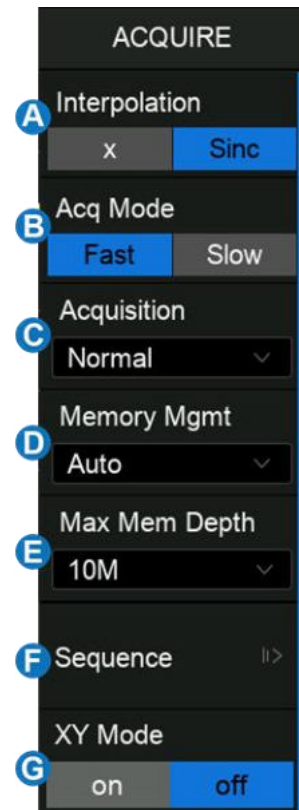 ACQUIRE
A Interpolation
x Sinc
B Acq Mode
Fast Slow
C Acquisition
Normal
D Memory Mgmt
Auto
E Max Mem Depth
10M
F Sequence
G XY Mode
on off